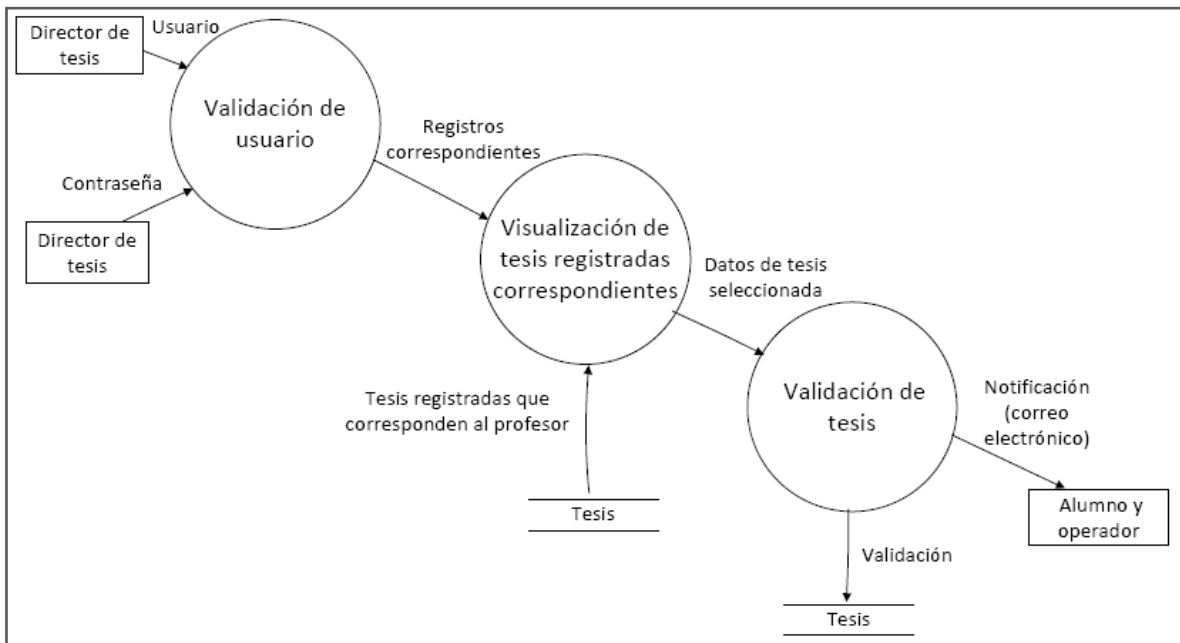 Director de
tesis
Usuario
Validación de
usuario
Contraseña
Director de
tesis
Registros
correspondientes
Visualización de
tesis registradas
correspondientes
Datos de tesis
seleccionada
Tesis registradas que
corresponden al profesor
Tesis
Validación de
tesis
Notificación
(correo
electrónico)
Alumno y
operador
Validación
Tesis